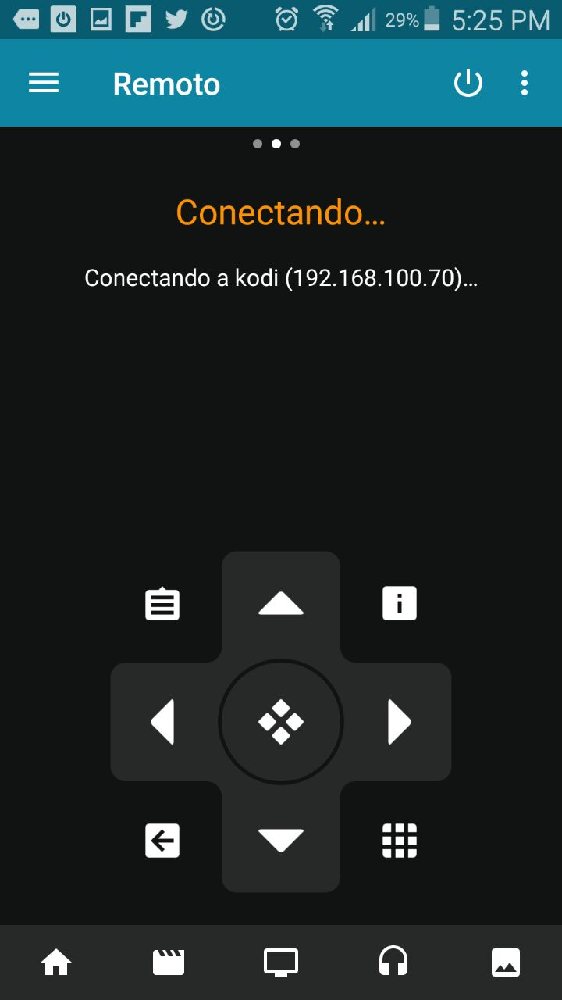 29% 5:25 PM
Remoto
Conectando...
Conectando a kodi (192.168.100.70)...